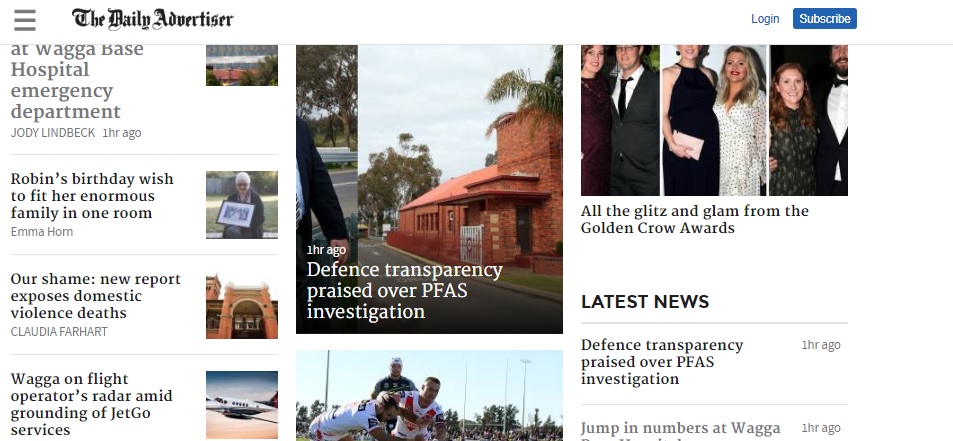 The Daily Advertiser
Login
Subscribe
at Wagga Base
Hospital
emergency
department
JODY LINDBECK 1hr ago
Robin's birthday wish
to fit her enormous
family in one room
Emma Horn
Our shame: new report
exposes domestic
violence deaths
CLAUDIA FARHART
Wagga on flight
operator's radar amid
grounding of JetGo
services
1hr ago
Defence transparency
praised over PFAS
investigation
All the glitz and glam from the
Golden Crow Awards
LATEST NEWS
Defence transparency
praised over PFAS
investigation
1hr ago
Jump in numbers at Wagga
1hr ago